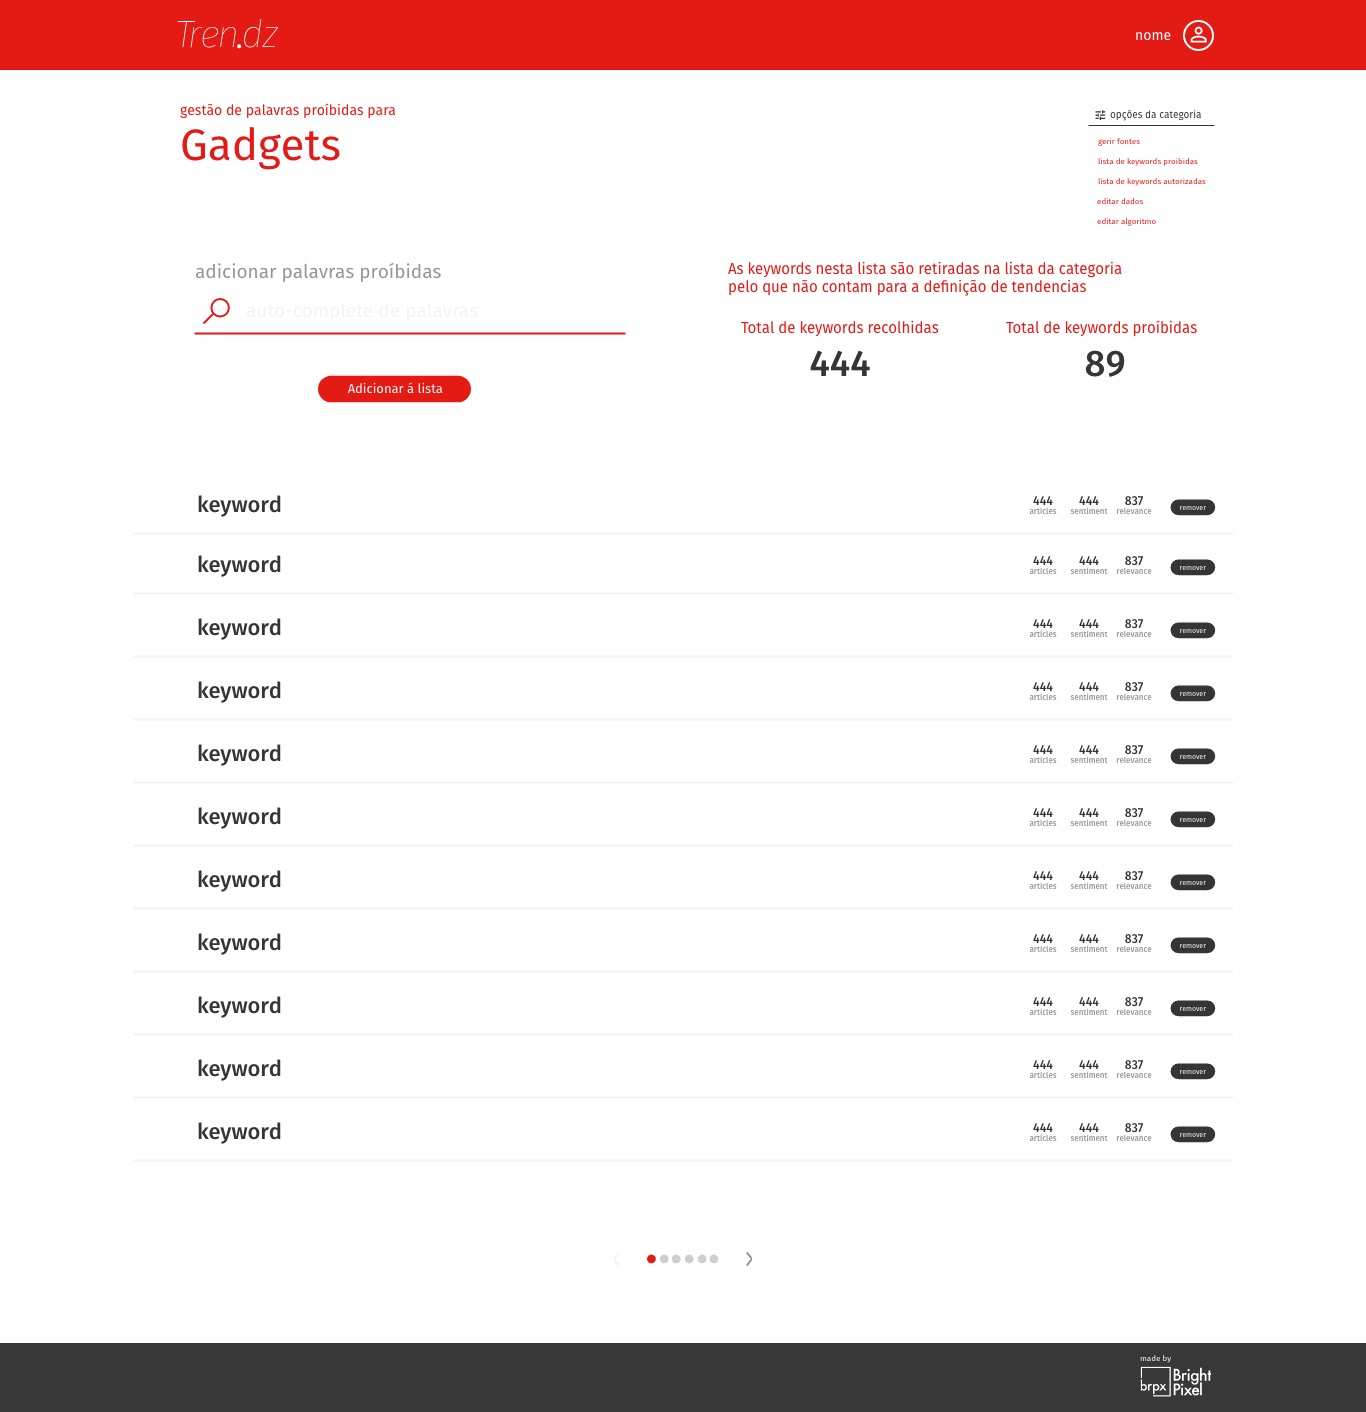 Tren.dz
nome
gestão de palavras proíbidas para
Gadgets
opções da categoria
gerir fontes
lista de keywords proibidas
lista de keywords autorizadas
editar dados
editar algoritmo
adicionar palavras proíbidas
auto-complete de palavras
Adicionar á lista
As keywords nesta lista são retiradas na lista da categoria
pelo que não contam para a definição de tendencias
Total de keywords recolhidas
444
Total de keywords proíbidas
89
keyword
444 444 837
articles sentiment relevance
remover
keyword
444 444 837
articles sentiment relevance
remover
keyword
444 444 837
articles sentiment relevance
remover
keyword
444 444 837
articles sentiment relevance
remover
keyword
444 444 837
articles sentiment relevance
remover
keyword
444 444 837
articles sentiment relevance
remover
keyword
444 444 837
articles sentiment relevance
remover
keyword
444 444 837
articles sentiment relevance
remover
keyword
444 444 837
articles sentiment relevance
remover
keyword
444 444 837
articles sentiment relevance
remover
keyword
444 444 837
articles sentiment relevance
remover
made by
brpx
Bright
Pixel